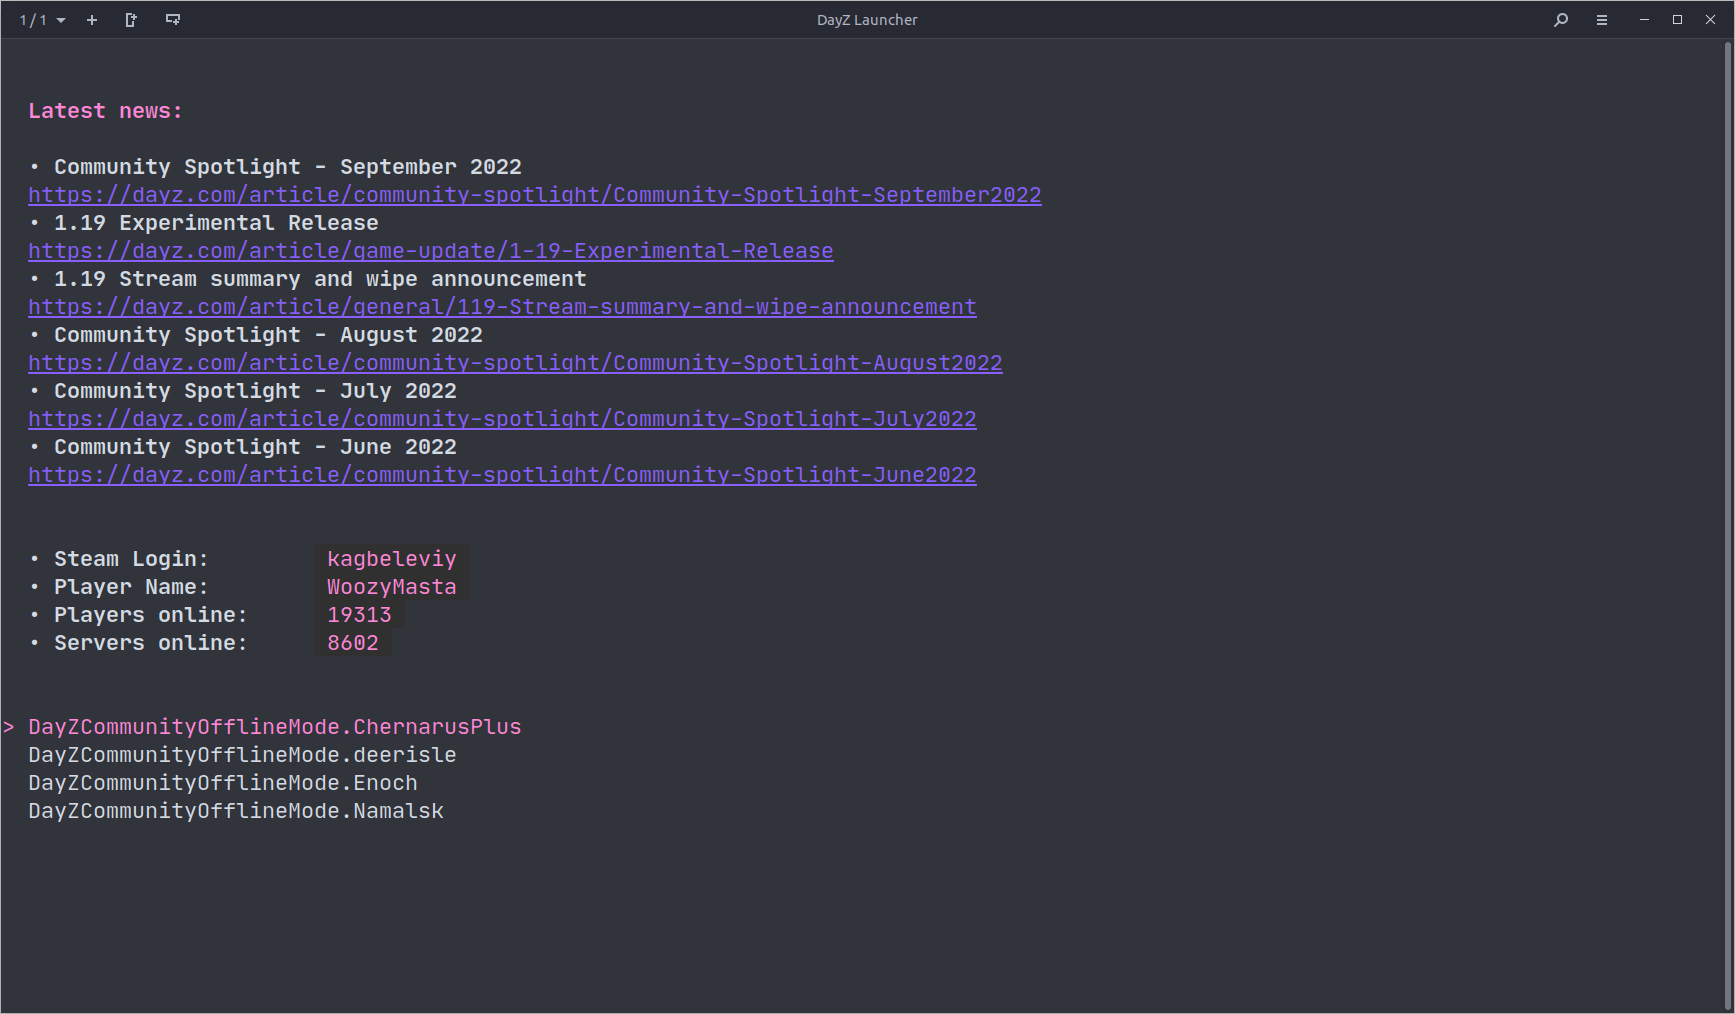 1 / 1
DayZ Launcher
Latest news:
• Community Spotlight - September 2022
https://dayz.com/article/community-spotlight/Community-Spotlight-September2022
• 1.19 Experimental Release
https://dayz.com/article/game-update/1-19-Experimental-Release
• 1.19 Stream summary and wipe announcement
https://dayz.com/article/general/119-Stream-summary-and-wipe-announcement
• Community Spotlight - August 2022
https://dayz.com/article/community-spotlight/Community-Spotlight-August2022
• Community Spotlight - July 2022
https://dayz.com/article/community-spotlight/Community-Spotlight-July2022
• Community Spotlight - June 2022
https://dayz.com/article/community-spotlight/Community-Spotlight-June2022
• Steam Login: kagbeleviy
• Player Name: WoozyMasta
• Players online: 19313
• Servers online: 8602
> DayZCommunityOfflineMode.ChernarusPlus
DayZCommunityOfflineMode.deerisle
DayZCommunityOfflineMode.Enoch
DayZCommunityOfflineMode.Namalsk